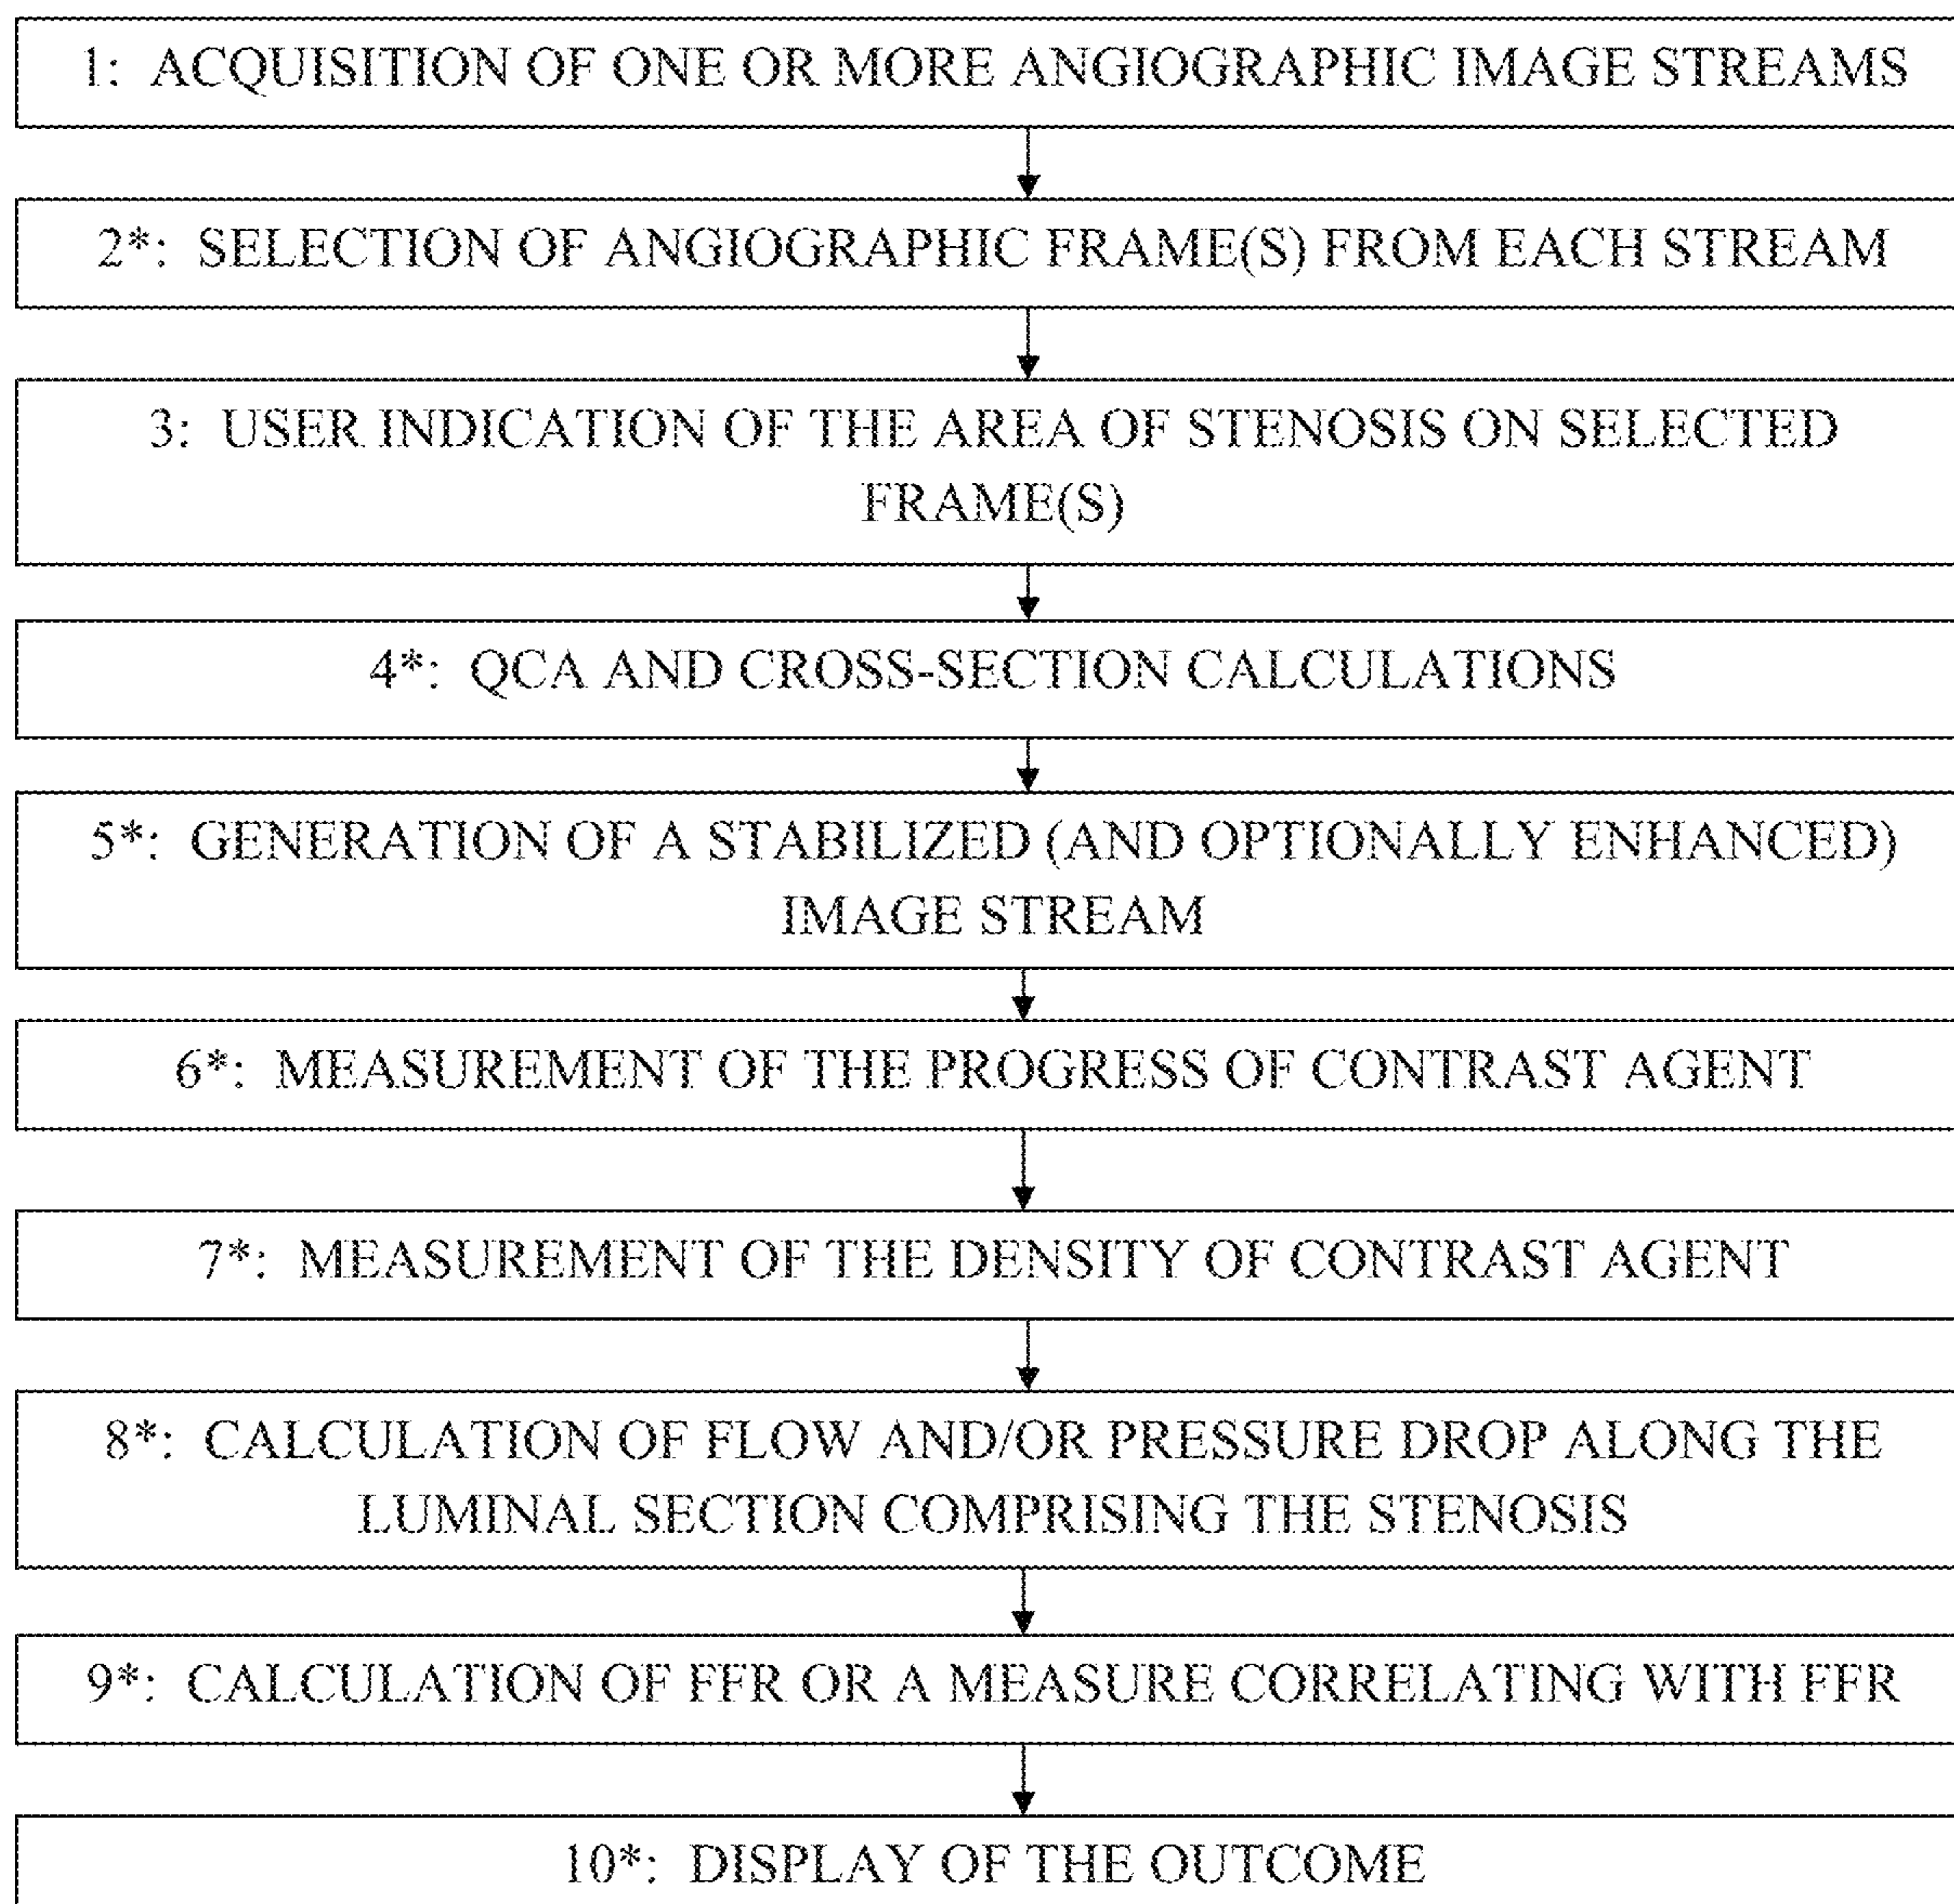 1: ACQUISITION OF ONE OR MORE ANGIOGRAPHIC IMAGE STREAMS
2*: SELECTION OF ANGIOGRAPHIC FRAME(S) FROM EACH STREAM
3: USER INDICATION OF THE AREA OF STENOSIS ON SELECTED
FRAME(S)
4*: QCA AND CROSS-SECTION CALCULATIONS
5*: GENERATION OF A STABILIZED (AND OPTIONALLY ENHANCED)
IMAGE STREAM
6*: MEASUREMENT OF THE PROGRESS OF CONTRAST AGENT
7*: MEASUREMENT OF THE DENSITY OF CONTRAST AGENT
8*: CALCULATION OF FLOW AND/OR PRESSURE DROP ALONG THE
LUMINAL SECTION COMPRISING THE STENOSIS
9*: CALCULATION OF FFR OR A MEASURE CORRELATING WITH FFR
10*: DISPLAY OF THE OUTCOME